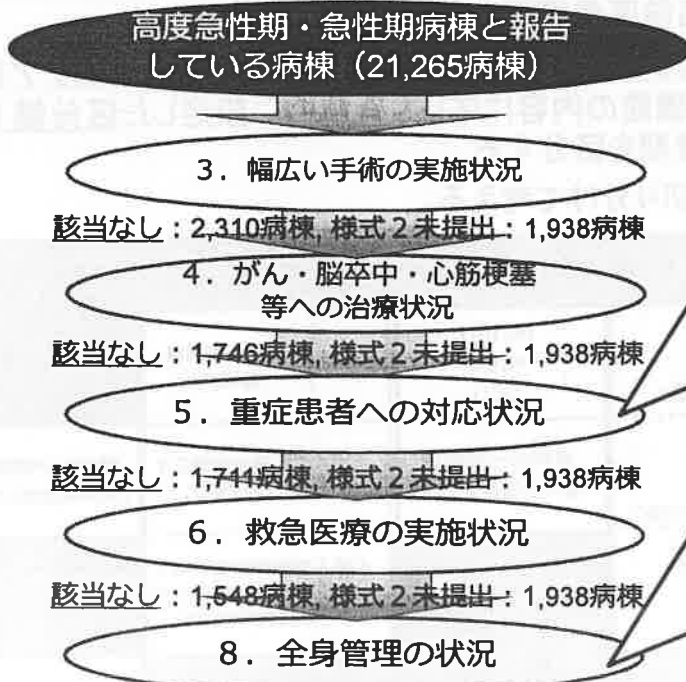 高度急性期・急性期病棟と報告
している病棟(21,265病棟)
3.幅広い手術の実施状況
該当なし:2,310病棟, 様式2未提出:1,938病棟
4.がん・脳卒中・心筋梗塞
等への治療状況
該当なし:1,746病棟, 様式2未提出:1,938病棟
5.重症患者への対応状況
該当なし:1,711病棟, 様式2未提出:1,938病棟
6.救急医療の実施状況
該当なし:1,548病棟, 様式2未提出:1,938病棟
8.全身管理の状況